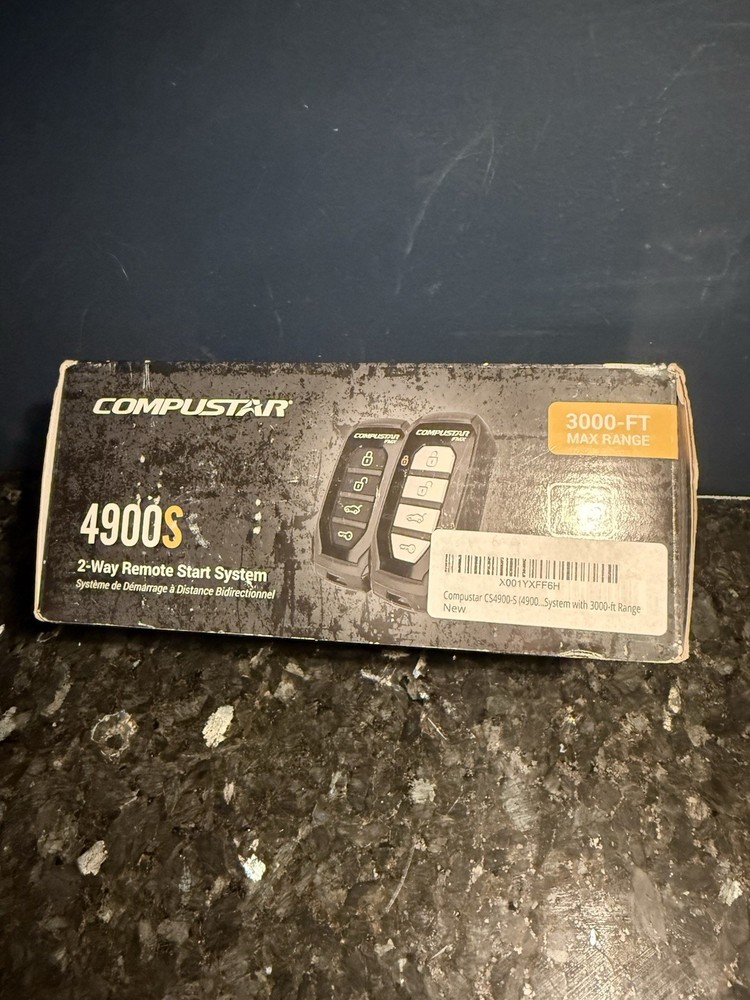 COMPUSTAR
4900S
2-Way Remote Start System
Système de Démarrage à Distance Bidirectionnel
COMPUSTAR
COMPUSTAR
3000-FT
MAX RANGE
X001YXFF6H
Compustar CS4900-S (4900...System with 3000-ft Range
New